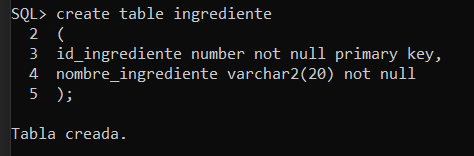 SQL> create table ingrediente
  2  (
  3  id_ingrediente number not null primary key,
  4  nombre_ingrediente varchar2(20) not null
  5  );

Tabla creada.